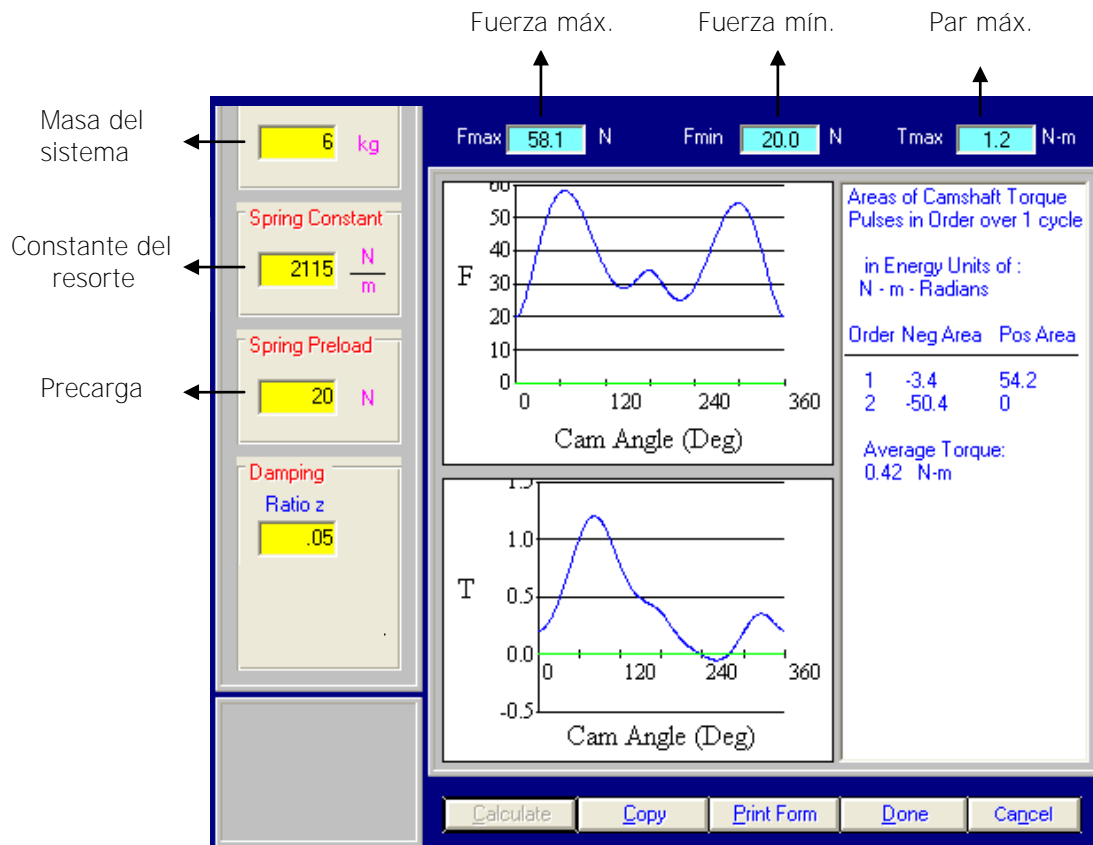 Fuerza máx.
Fuerza mín.
Par máx.
Masa del
sistema
Constante del
resorte
Precarga
6 kg
Spring Constant
2115 N
m
Spring Preload
20 N
Damping
Ratio z
.05
Fmax 58.1 N
Fmin 20.0 N
Tmax 1.2 N-m
60
50
40
30
20
10
0
F
0 120 240 360
Cam Angle (Deg)
1.5
1.0
0.5
0.0
-0.5
T
0 120 240 360
Cam Angle (Deg)
Areas of Camshaft Torque
Pulses in Order over 1 cycle
in Energy Units of :
N - m - Radians
Order Neg Area Pos Area
1 -3.4 54.2
2 -50.4 0
Average Torque:
0.42 N-m
Calculate
Copy
Print Form
Done
Cancel